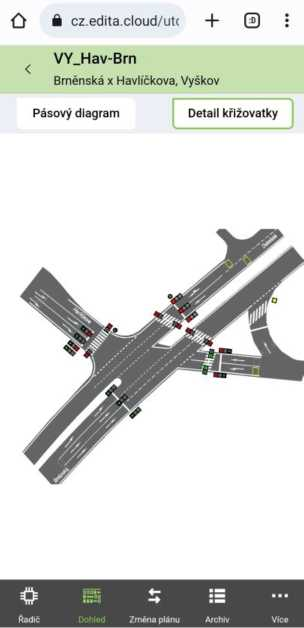 cz.edita.cloud/utc
:D
VY_Hav-Brn
Brněnská x Havlíčkova, Vyškov
Pásový diagram
Detail křižovatky
Řadič
Dohled
Změna plánu
Archiv
Více